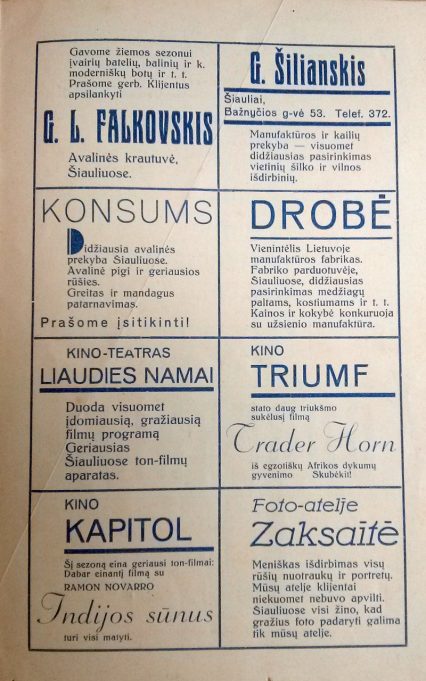 Gavome žiemos sezonui
įvairių batelių, balinių ir k.
moderniškų botų ir t. t.
Prašome gerb. Klijentus
apsilankyti
G. L. FALKOVSKIS
Avalinės krautuvė,
Šiauliuose.
G. Šilianskis
Šiauliai,
Bažnyčios g-vė 53. Telef. 372.
Manufaktūros ir kailių
prekyba — visuomet
didžiausias pasirinkimas
vietinių šilko ir vilnos
išdirbinių.
KONSUMS
Didžiausia avalinės
prekyba Šiauliuose.
Avalinė pigi ir geriausios
rūšies.
Greitas ir mandagus
patarnavimas.
Prašome įsitikinti!
DROBĖ
Vienintėlis Lietuvoje
manufaktūros fabrikas.
Fabriko parduotuvėje,
Šiauliuose, didžiausias
pasirinkimas medžiagų
paltams, kostiumams ir t. t.
Kainos ir kokybė konkuruoja
su užsienio manufaktūra.
KINO-TEATRAS
LIAUDIES NAMAI
Duoda visuomet
įdomiausią, gražiausią
filmų programą
Geriausias
Šiauliuose ton-filmų
aparatas.
KINO
TRIUMF
stato daug triukšmo
sukėlusį filmą
Trader Horn
iš egzotiškų Afrikos dykumų
gyvenimo Skubėkit!
KINO
KAPITOL
Šį sezoną eina geriausi ton-filmai:
Dabar einantį filmą su
RAMON NOVARRO
Indijos sūnus
turi visi matyti.
Foto-atelje
Zaksaitė
Meniškas išdirbimas visų
rūšių nuotraukų ir portretų.
Mūsų atelje klijentai
niekuomet nebuvo apvilti.
Šiauliuose visi žino, kad
gražius foto padaryti galima
tik mūsų atelje.